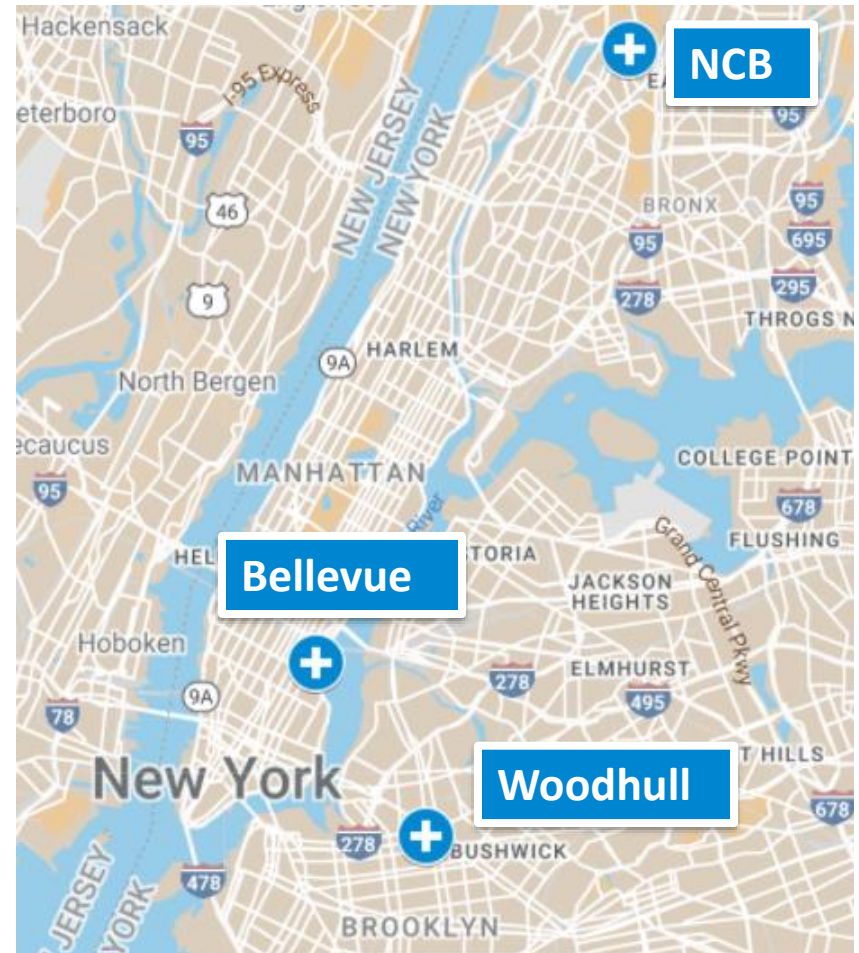 Hackensack
NCB
I-95 Express
eterboro
95
95
NEW JERSEY
NEW YORK
46
BRONX
95
95
695
9
278
295
THROGS N
HARLEM
9A
North Bergen
ecaucus
MANHATTAN
COLLEGE POINT
95
678
River
Grand Central Pkwy
FLUSHING
HEL
TORIA
Bellevue
JACKSON
HEIGHTS
Hoboken
ELMHURST
278
9A
495
78
Woodhull
T HILLS
New York
678
278
BUSHWICK
478
JERSEY
YORK
BROOKLYN